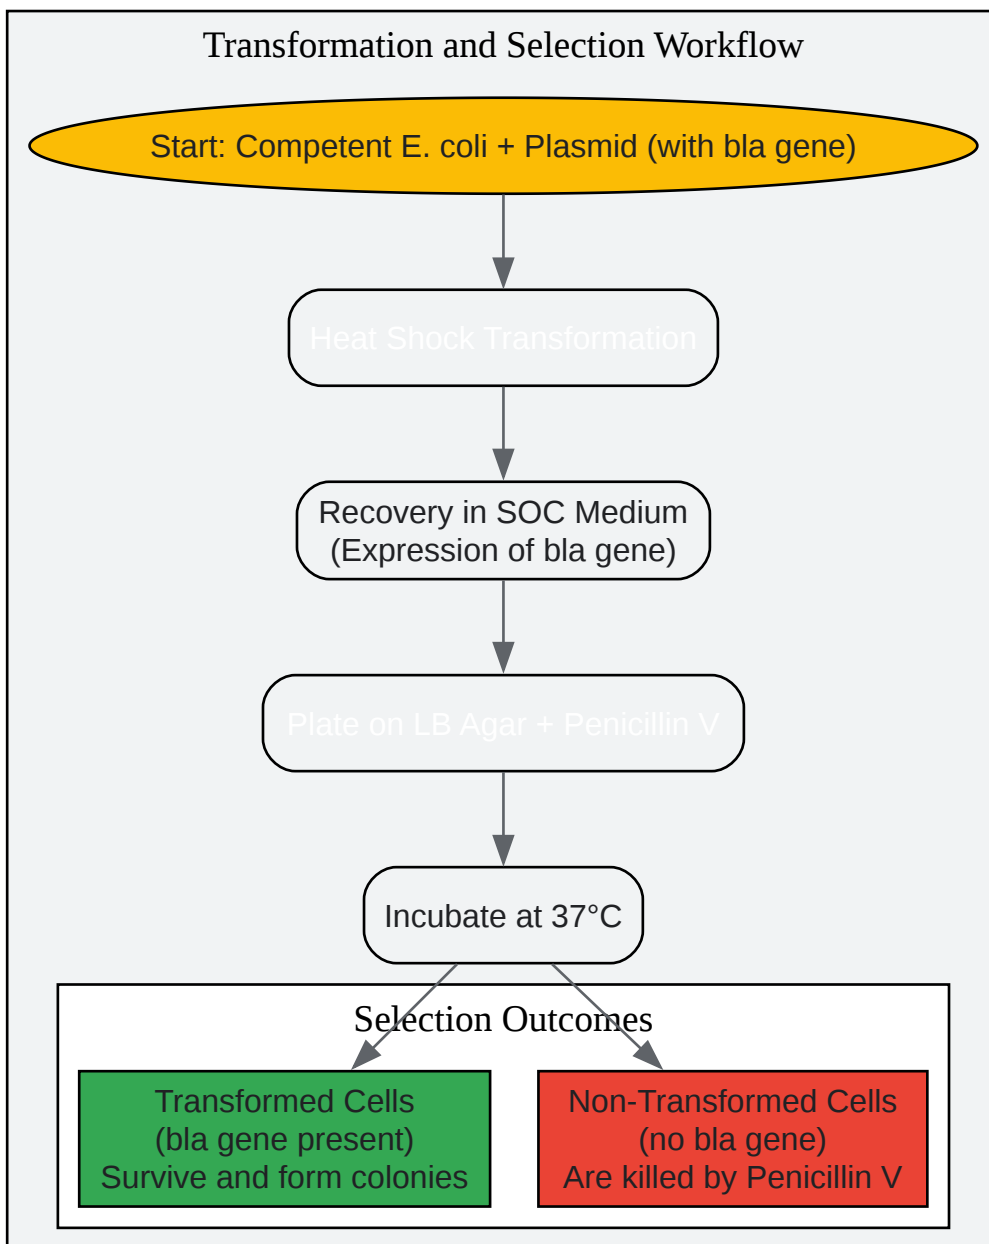 Transformation and Selection Workflow
Start: Competent E. coli + Plasmid (with bla gene)
Heat Shock Transformation
Recovery in SOC Medium
(Expression of bla gene)
Plate on LB Agar + Penicillin V
Incubate at 37°C
Selection Outcomes
Transformed Cells
(bla gene present)
Survive and form colonies
Non-Transformed Cells
(no bla gene)
Are killed by Penicillin V